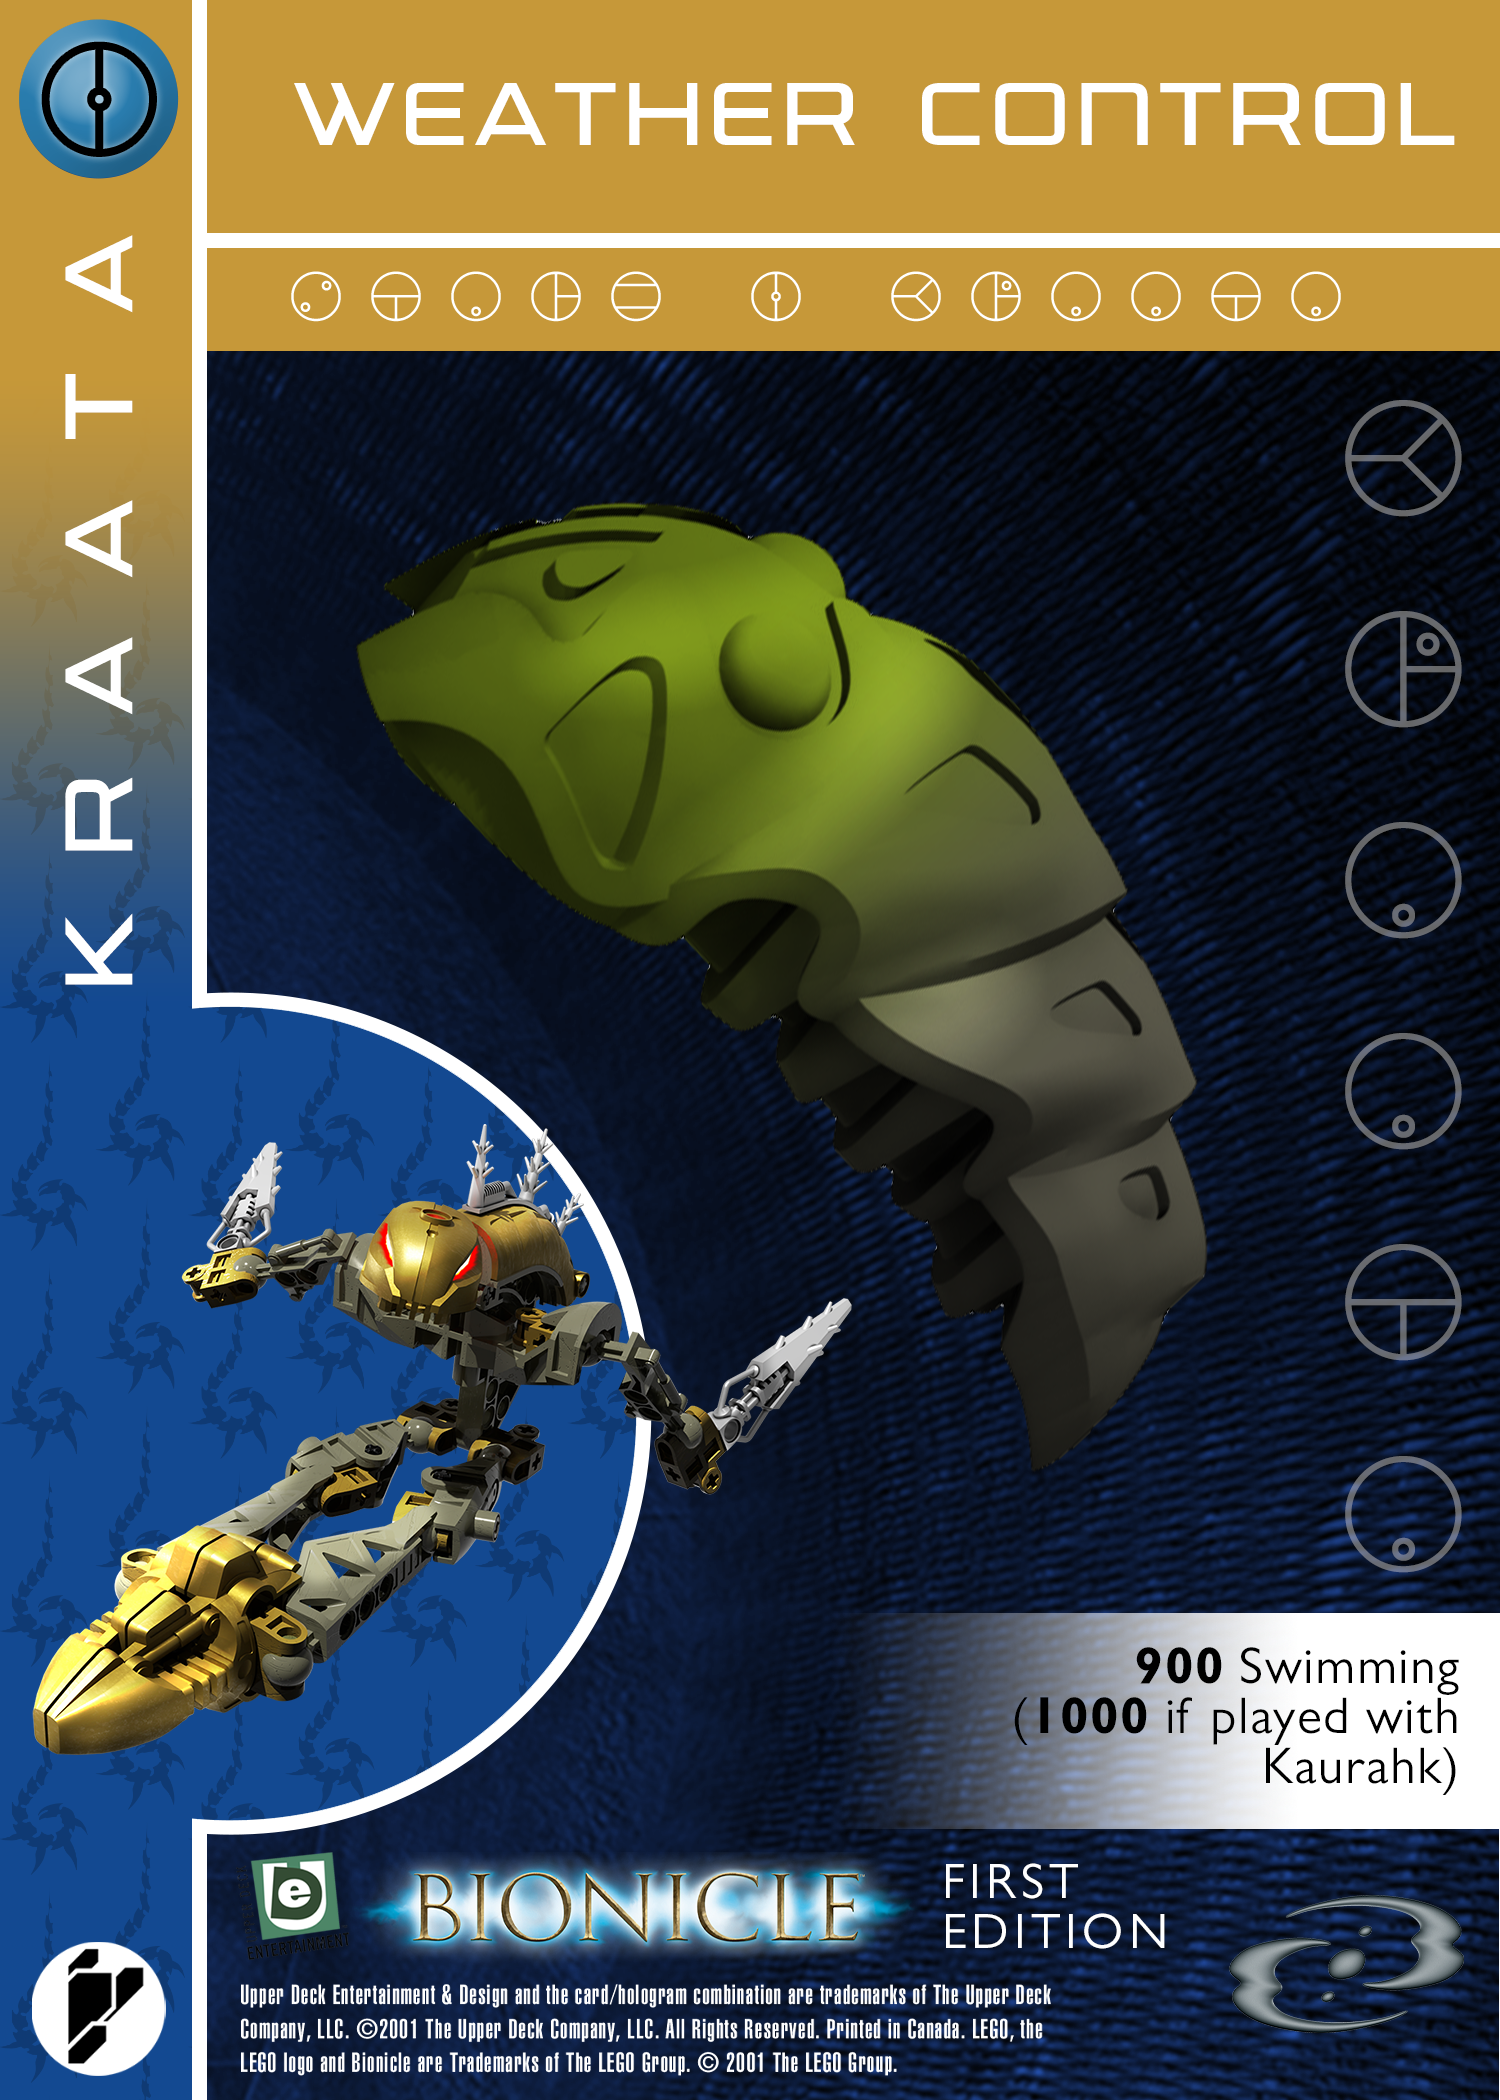 WEATHER CONTROL
KRAATA
900 Swimming
(1000 if played with
Kaurahk)
e
ENTERTAINMENT
BIONICLE
FIRST
EDITION
Upper Deck Entertainment & Design and the card/hologram combination are trademarks of The Upper Deck
Company, LLC. ©2001 The Upper Deck Company, LLC. All Rights Reserved. Printed in Canada. LEGO, the
LEGO logo and Bionicle are Trademarks of The LEGO Group. © 2001 The LEGO Group.